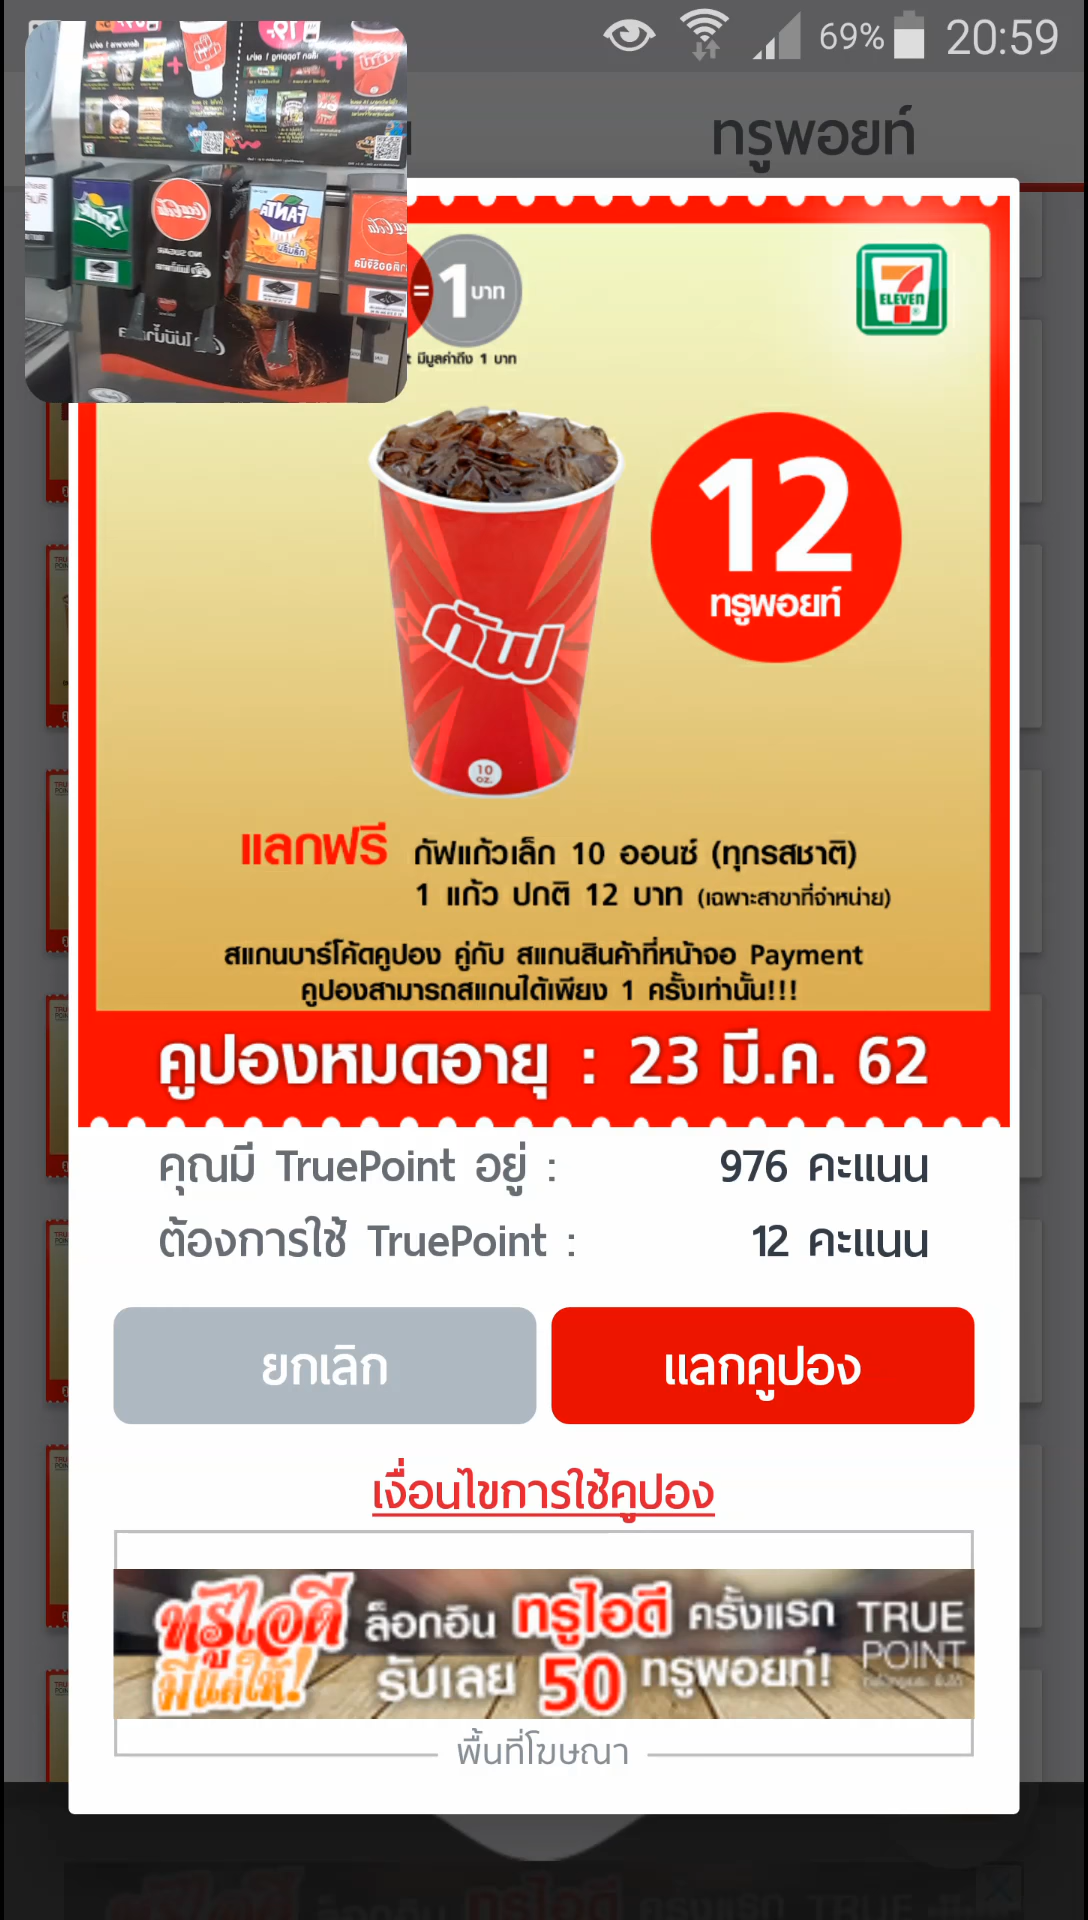 69% 20:59
ทรูพอยท์
= 1 บาท
มีมูลค่าถึง 1 บาท
7
ELEVEN
12
ทรูพอยท์
กัฟ
10
oz.
แลกฟรี กัฟแก้วเล็ก 10 ออนซ์ (ทุกรสชาติ)
1 แก้ว ปกติ 12 บาท (เฉพาะสาขาที่จำหน่าย)
สแกนบาร์โค้ดคูปอง คู่กับ สแกนสินค้าที่หน้าจอ Payment
คูปองสามารถสแกนได้เพียง 1 ครั้งเท่านั้น!!!
คูปองหมดอายุ : 23 มี.ค. 62
คุณมี TruePoint อยู่ : 976 คะแนน
ต้องการใช้ TruePoint : 12 คะแนน
ยกเลิก แลกคูปอง
เงื่อนไขการใช้คูปอง
ทรูไอดี ล็อกอิน ทรูไอดี ครั้งแรก TRUE
มีแต่ให้! รับเลย 50 ทรูพอยท์! POINT
พื้นที่โฆษณา
Sprite
Coca-Cola
NO SUGAR
FANTA